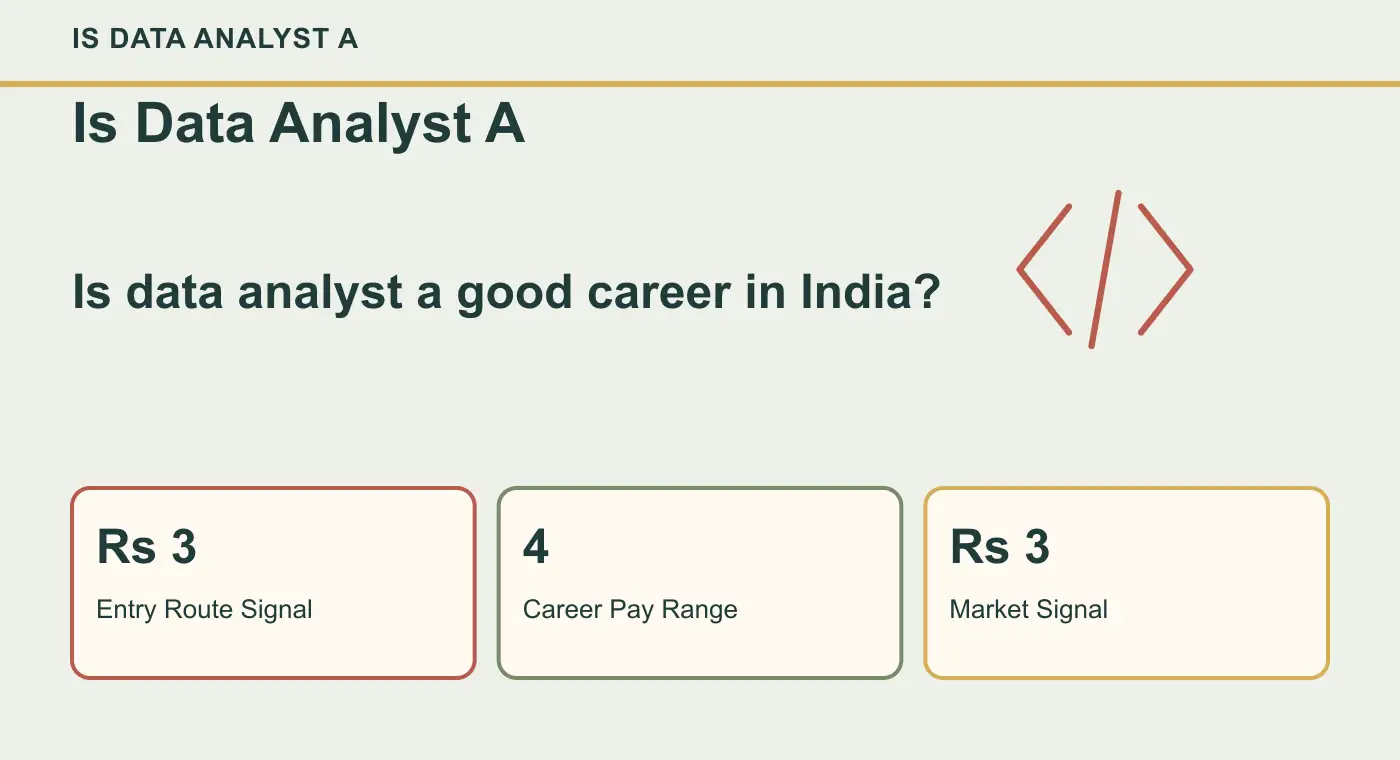 IS DATA ANALYST A
Is Data Analyst A
Is data analyst a good career in India?
Rs 3
Entry Route Signal
4
Career Pay Range
Rs 3
Market Signal